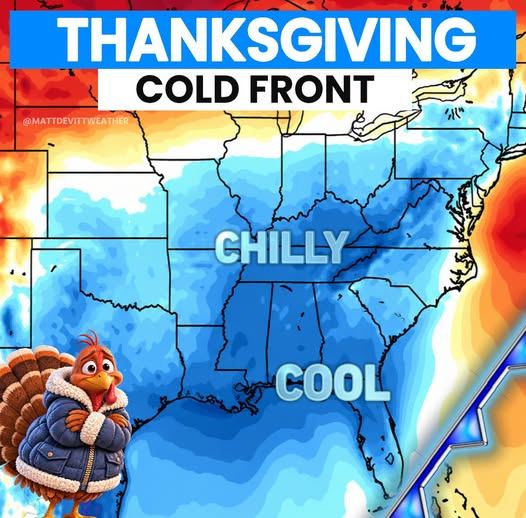 THANKSGIVING
COLD FRONT
@MATTDEVITTWEATHER
CHILLY
COOL